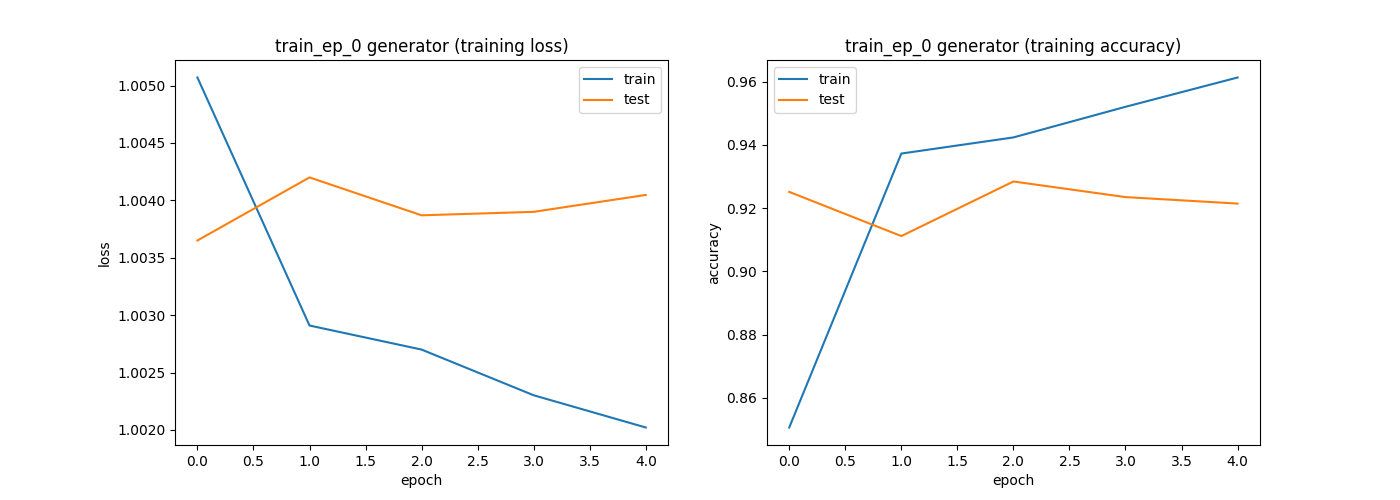 train_ep_0 generator (training loss)
train
test
1.0050
1.0045
1.0040
1.0035
1.0030
1.0025
1.0020
loss
0.0 0.5 1.0 1.5 2.0 2.5 3.0 3.5 4.0
epoch
train_ep_0 generator (training accuracy)
train
test
0.96
0.94
0.92
0.90
0.88
0.86
accuracy
0.0 0.5 1.0 1.5 2.0 2.5 3.0 3.5 4.0
epoch